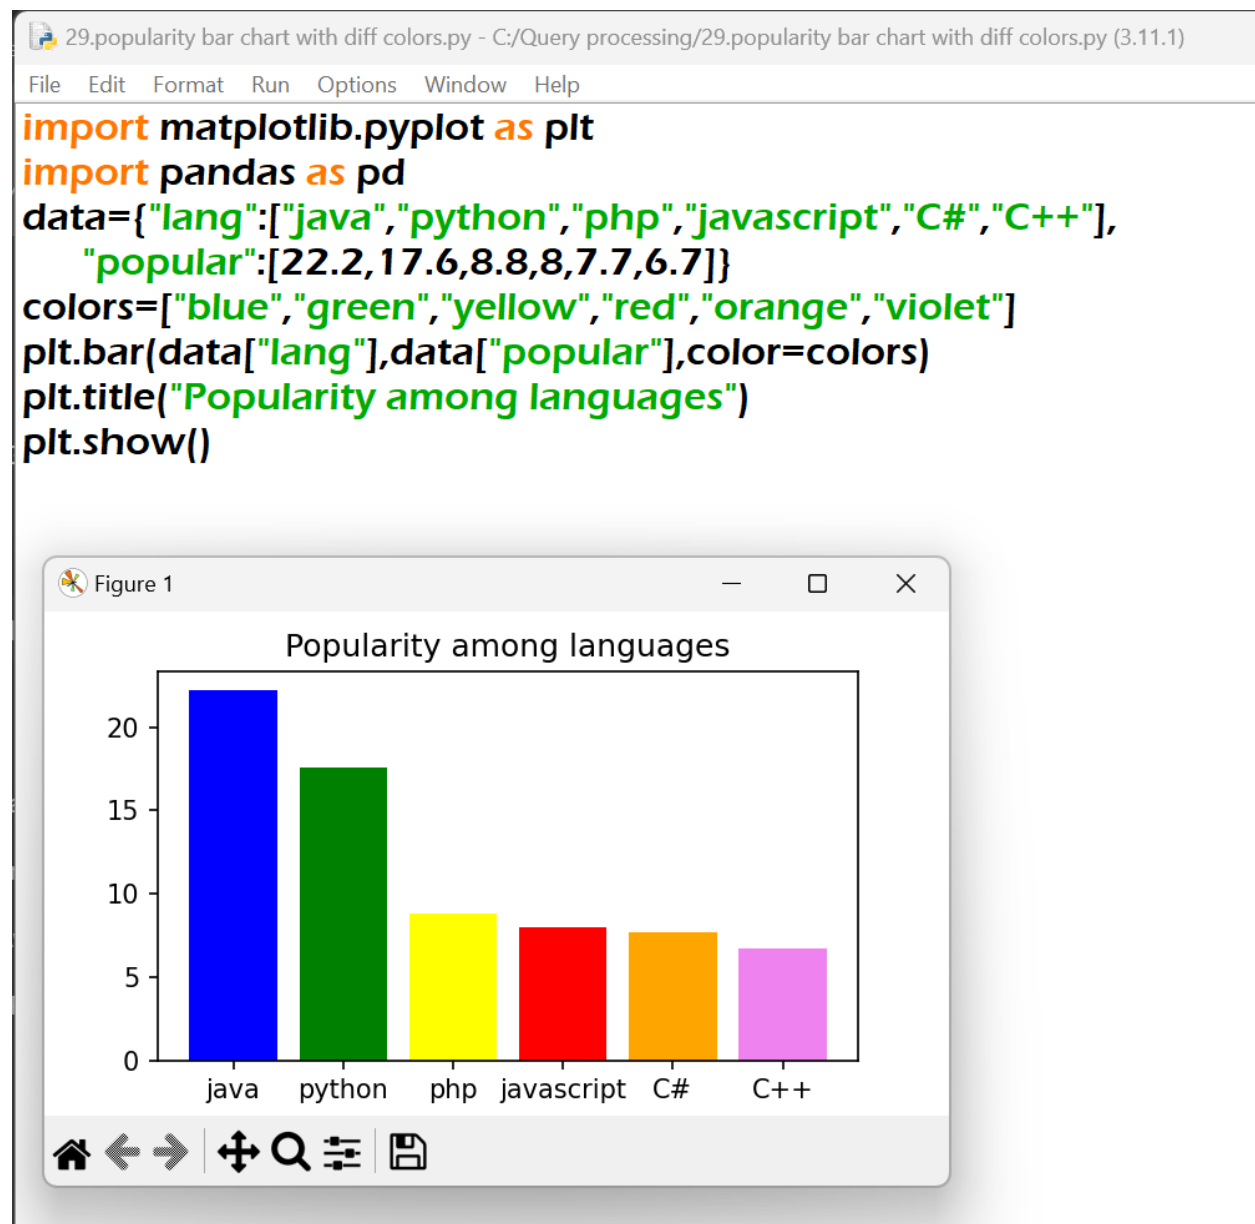 29.popularity bar chart with diff colors.py - C:/Query processing/29.popularity bar chart with diff colors.py (3.11.1)
File Edit Format Run Options Window Help
import matplotlib.pyplot as plt
import pandas as pd
data={"lang":["java","python","php","javascript","C#","C++"],
"popular":[22.2,17.6,8.8,8,7.7,6.7]}
colors=["blue","green","yellow","red","orange","violet"]
plt.bar(data["lang"],data["popular"],color=colors)
plt.title("Popularity among languages")
plt.show()
Figure 1
Popularity among languages
20
15
10
5
0
java python php javascript C# C++